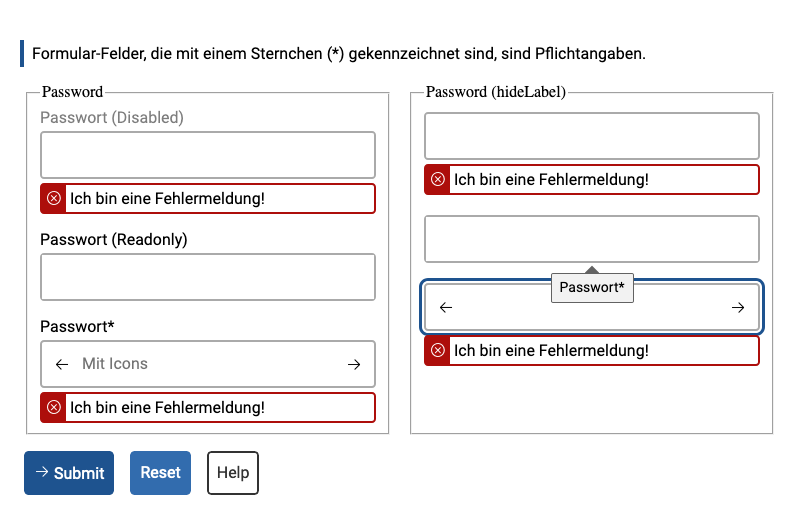 Formular-Felder, die mit einem Sternchen (*) gekennzeichnet sind, sind Pflichtangaben.
Password
Passwort (Disabled)
Ich bin eine Fehlermeldung!
Passwort (Readonly)
Passwort*
Mit Icons
Ich bin eine Fehlermeldung!
Password (hideLabel)
Ich bin eine Fehlermeldung!
Passwort*
Ich bin eine Fehlermeldung!
Submit
Reset
Help